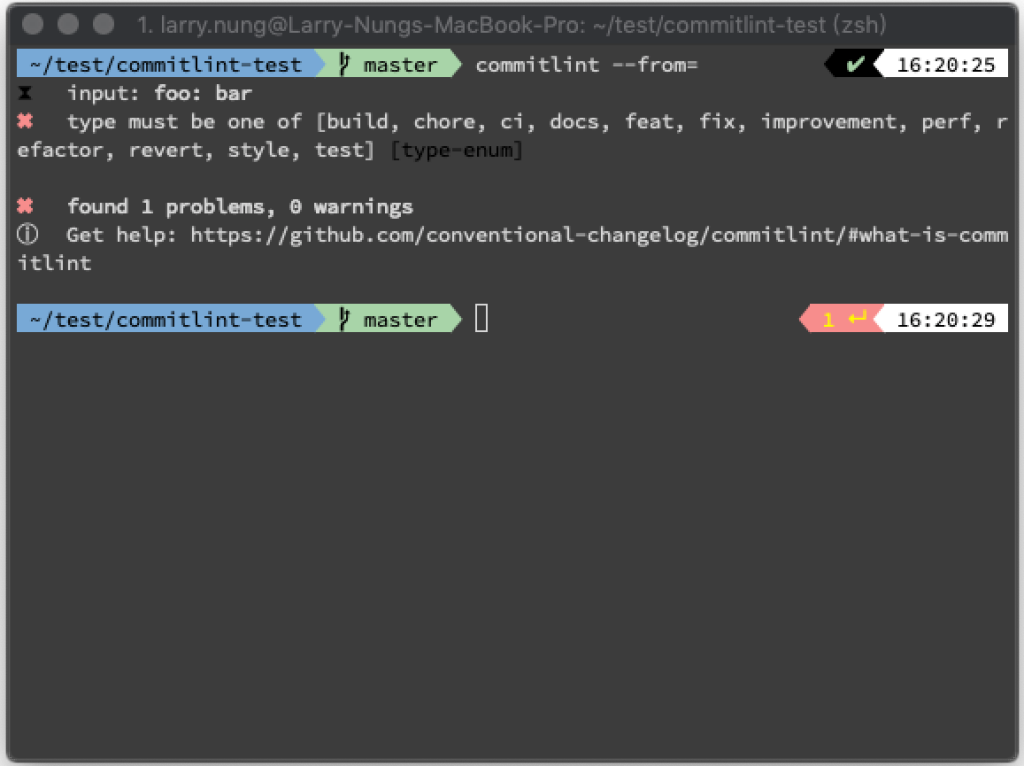 1. larry.nung@Larry-Nungs-MacBook-Pro: ~/test/commitlint-test (zsh)
~/test/commitlint-test master commitlint --from= ✔ 16:20:25
⧗ input: foo: bar
✖ type must be one of [build, chore, ci, docs, feat, fix, improvement, perf, r
efactor, revert, style, test] [type-enum]
✖ found 1 problems, 0 warnings
ⓘ Get help: https://github.com/conventional-changelog/commitlint/#what-is-comm
itlint
~/test/commitlint-test master 1 ↵ 16:20:29